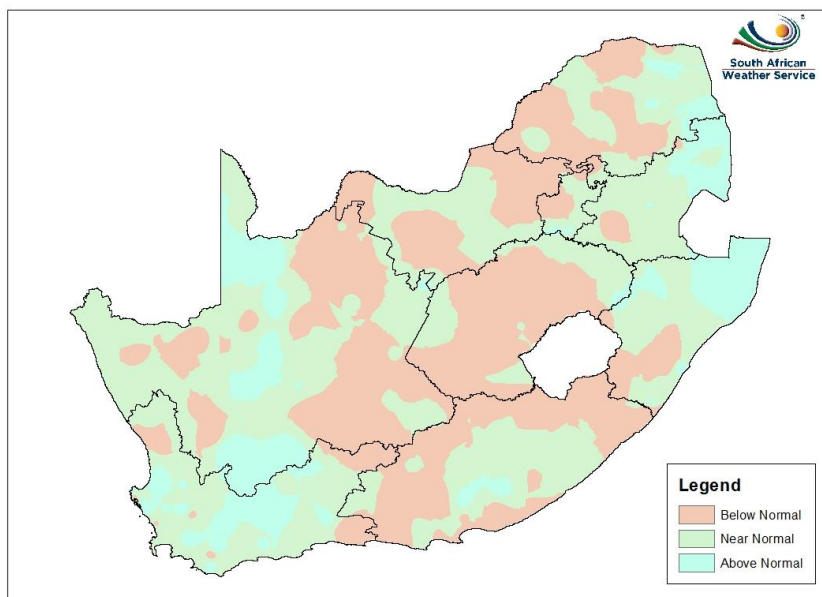 South African
Weather Service
Legend
Below Normal
Near Normal
Above Normal